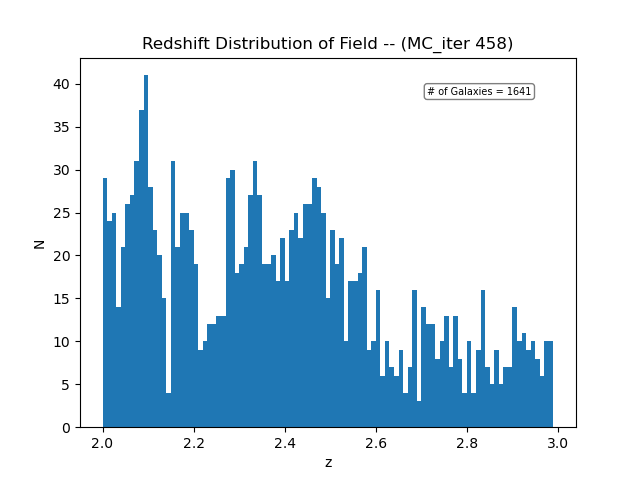 Redshift Distribution of Field -- (MC_iter 458)
# of Galaxies = 1641
40
35
30
25
20
15
10
5
0
N
2.0 2.2 2.4 2.6 2.8 3.0
z